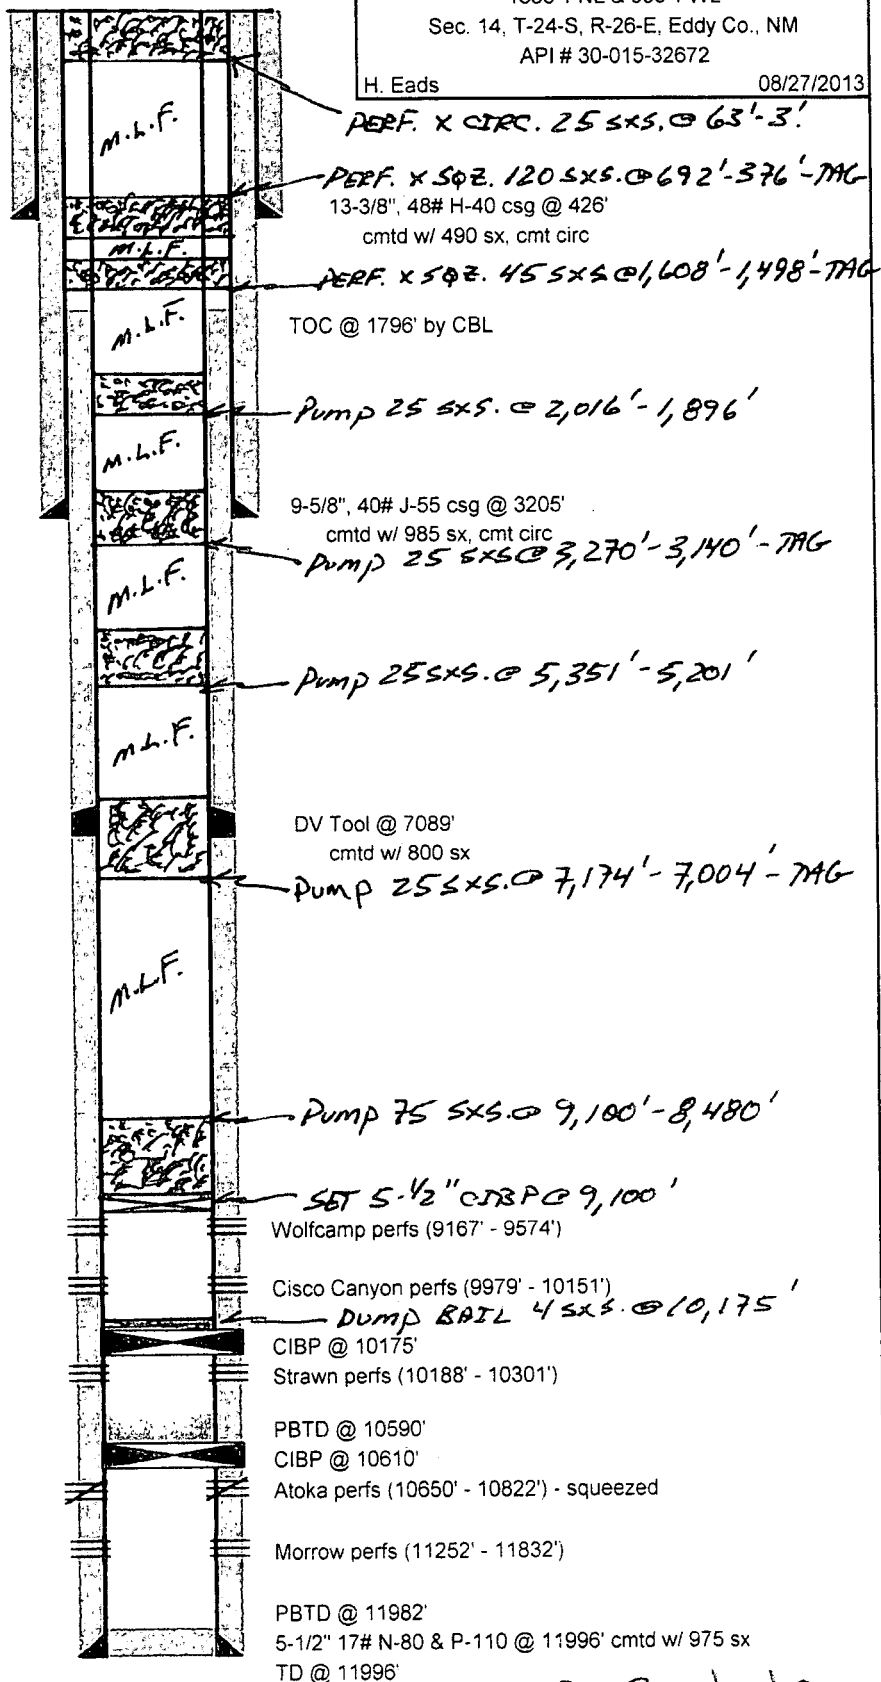 Sec. 14, T-24-S, R-26-E, Eddy Co., NM
API # 30-015-32672
H. Eads 08/27/2013
PERF. X CIRC. 25 SXS. @ 63'-3'.
M.L.F.
PERF. X SQZ. 120 SXS. @ 692'-376'-TAG
13-3/8", 48# H-40 csg @ 426'
cmtd w/ 490 sx, cmt circ
M.L.F.
PERF. X SQZ. 45 SXS @ 1,608'-1,498'-TAG
TOC @ 1796' by CBL
M.L.F.
Pump 25 SXS. @ 2,016'-1,896'
M.L.F.
9-5/8", 40# J-55 csg @ 3205'
cmtd w/ 985 sx, cmt circ
Pump 25 SXS @ 3,270'-3,140'-TAG
M.L.F.
Pump 25 SXS. @ 5,351'-5,201'
M.L.F.
DV Tool @ 7089'
cmtd w/ 800 sx
Pump 25 SXS. @ 7,174'-7,004'-TAG
M.L.F.
Pump 75 SXS. @ 9,100'-8,480'
SET 5-1/2" CIBP @ 9,100'
Wolfcamp perfs (9167' - 9574')
Cisco Canyon perfs (9979' - 10151')
DUMP BAIL 4 SXS. @ 10,175'
CIBP @ 10175'
Strawn perfs (10188' - 10301')
PBTD @ 10590'
CIBP @ 10610'
Atoka perfs (10650' - 10822') - squeezed
Morrow perfs (11252' - 11832')
PBTD @ 11982'
5-1/2" 17# N-80 & P-110 @ 11996' cmtd w/ 975 sx
TD @ 11996'